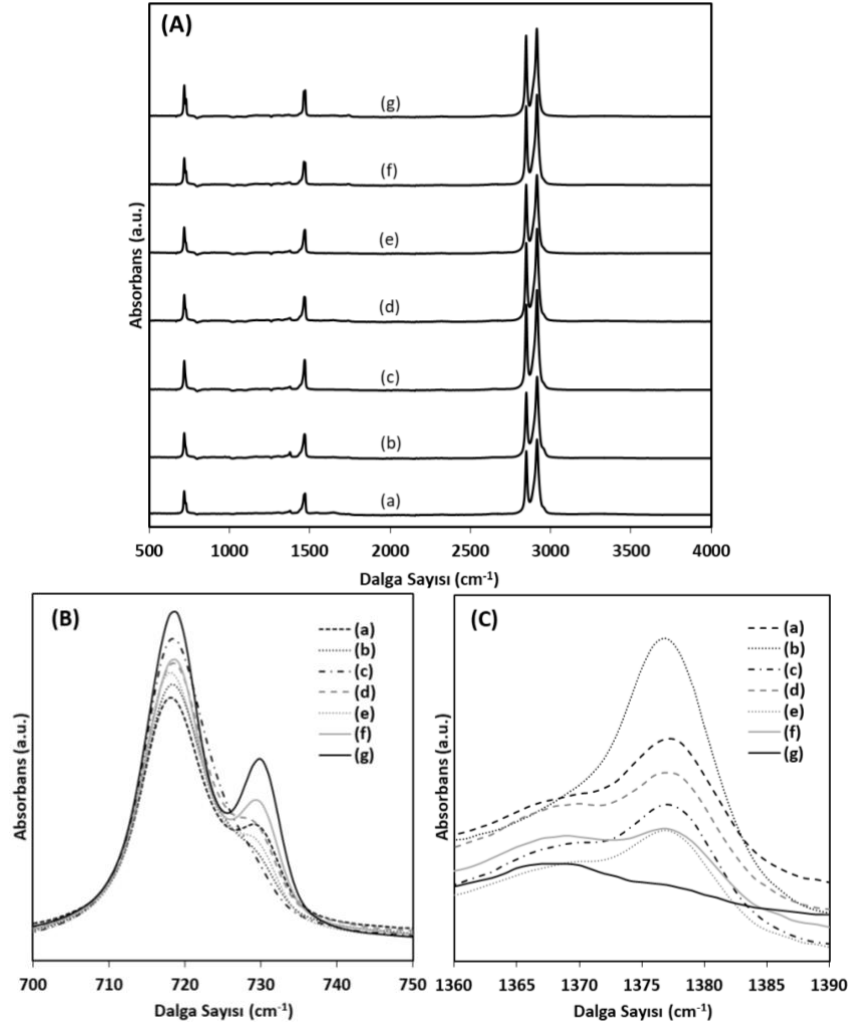 (A)
(g)
(f)
(e)
(d)
(c)
(b)
(a)
Absorbans (a.u.)
500 1000 1500 2000 2500 3000 3500 4000
Dalga Sayısı (cm-1)
(B)
(a)
(b)
(c)
(d)
(e)
(f)
(g)
Absorbans (a.u.)
700 710 720 730 740 750
Dalga Sayısı (cm-1)
(C)
(a)
(b)
(c)
(d)
(e)
(f)
(g)
Absorbans (a.u.)
1360 1365 1370 1375 1380 1385 1390
Dalga Sayısı (cm-1)